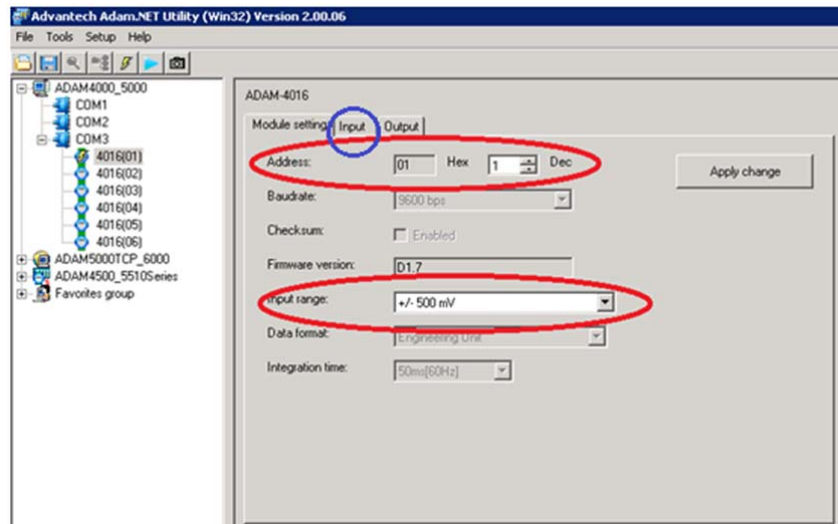 Advantech Adam.NET Utility (Win32) Version 2.00.06
File Tools Setup Help
ADAM4000_5000
COM1
COM2
COM3
4016(01)
4016(02)
4016(03)
4016(04)
4016(05)
4016(06)
ADAM5000TCP_6000
ADAM4500_5510Series
Favorites group
ADAM-4016
Module setting Input Output
Address: 01 Hex 1 Dec
Apply change
Baudrate: 9600 bps
Checksum: Enabled
Firmware version: D1.7
Input range: +/- 500 mV
Data format: Engineering Unit
Integration time: 50ms[60Hz]